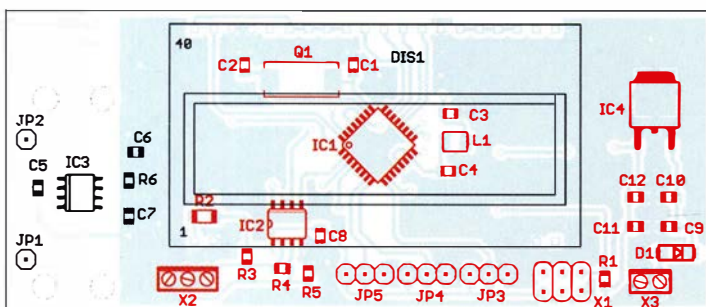 40
Q1
DIS1
C2
C1
IC4
C3
JP2
C6
IC1
L1
IC3
C5
R6
C4
C12
C10
R2
C7
IC2
C11
C9
1
C8
D1
JP1
R3
R4
R5
R1
X2
JP5
JP4
JP3
X1
X3